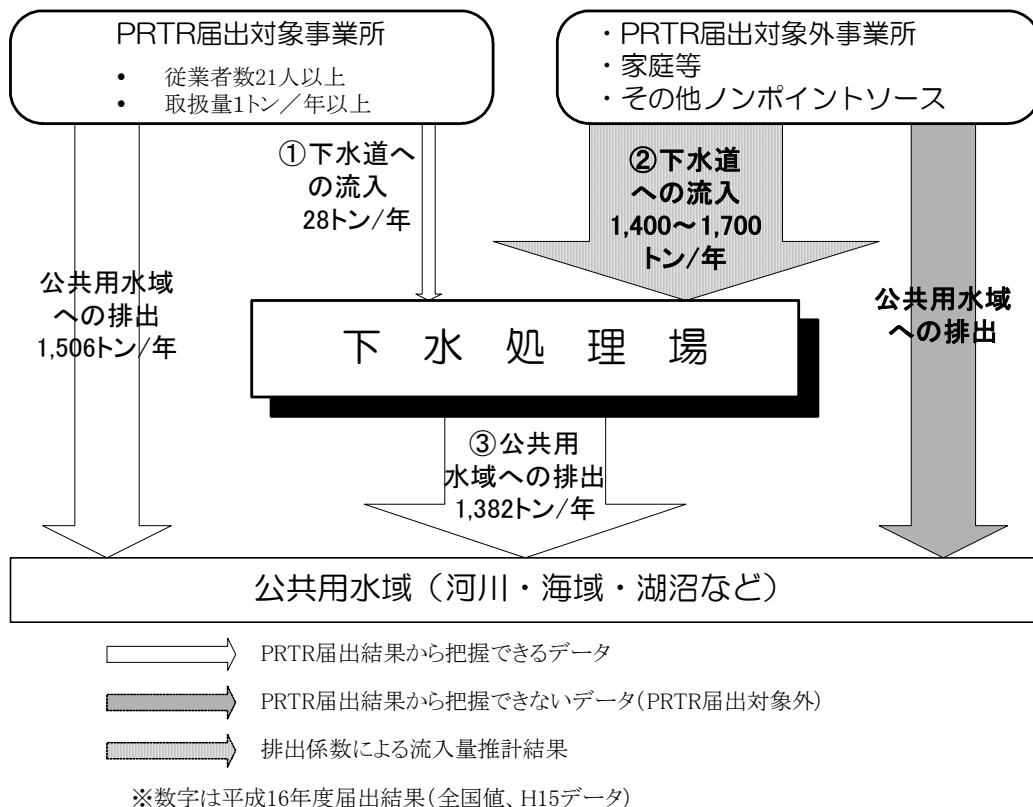 PRTR届出対象事業所
• 従業者数21人以上
• 取扱量1トン／年以上
・PRTR届出対象外事業所
・家庭等
・その他ノンポイントソース
①下水道へ
の流入
28トン/年
②下水道
への流入
1,400～1,700
トン/年
公共用水域
への排出
1,506トン/年
公共用水域
への排出
下水処理場
③公共用
水域への排出
1,382トン/年
公共用水域（河川・海域・湖沼など）
PRTR届出結果から把握できるデータ
PRTR届出結果から把握できないデータ(PRTR届出対象外)
排出係数による流入量推計結果
※数字は平成16年度届出結果(全国値、H15データ)